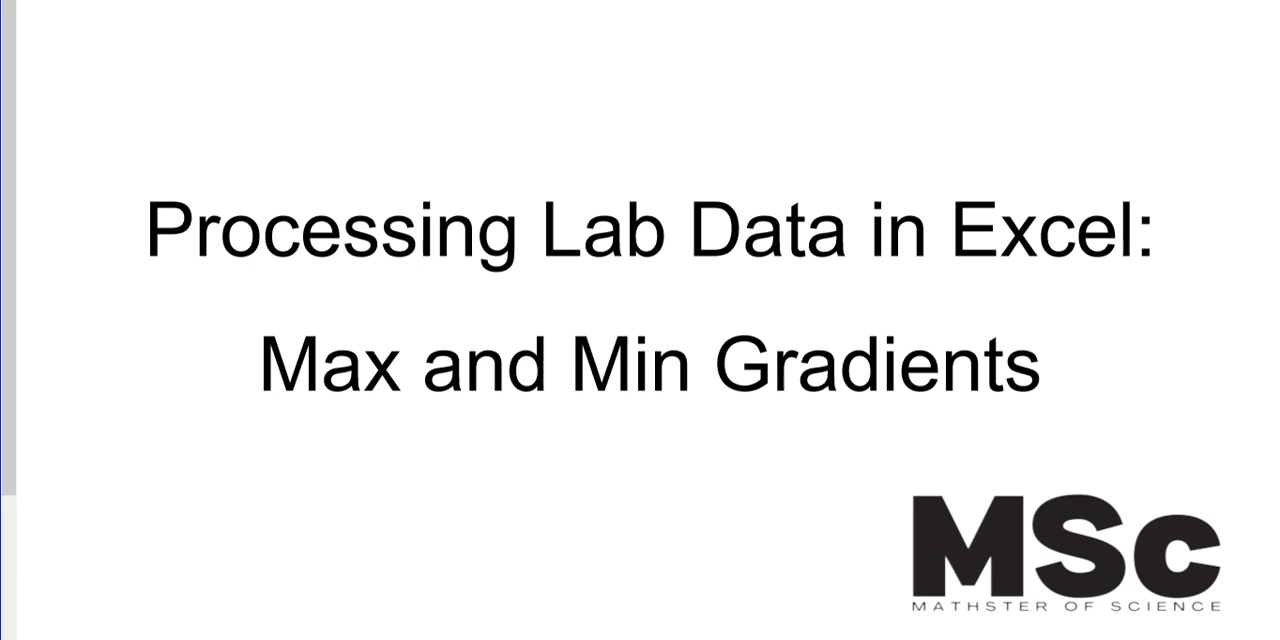 Processing Lab Data in Excel:
Max and Min Gradients
MSc
MATHSTER OF SCIENCE